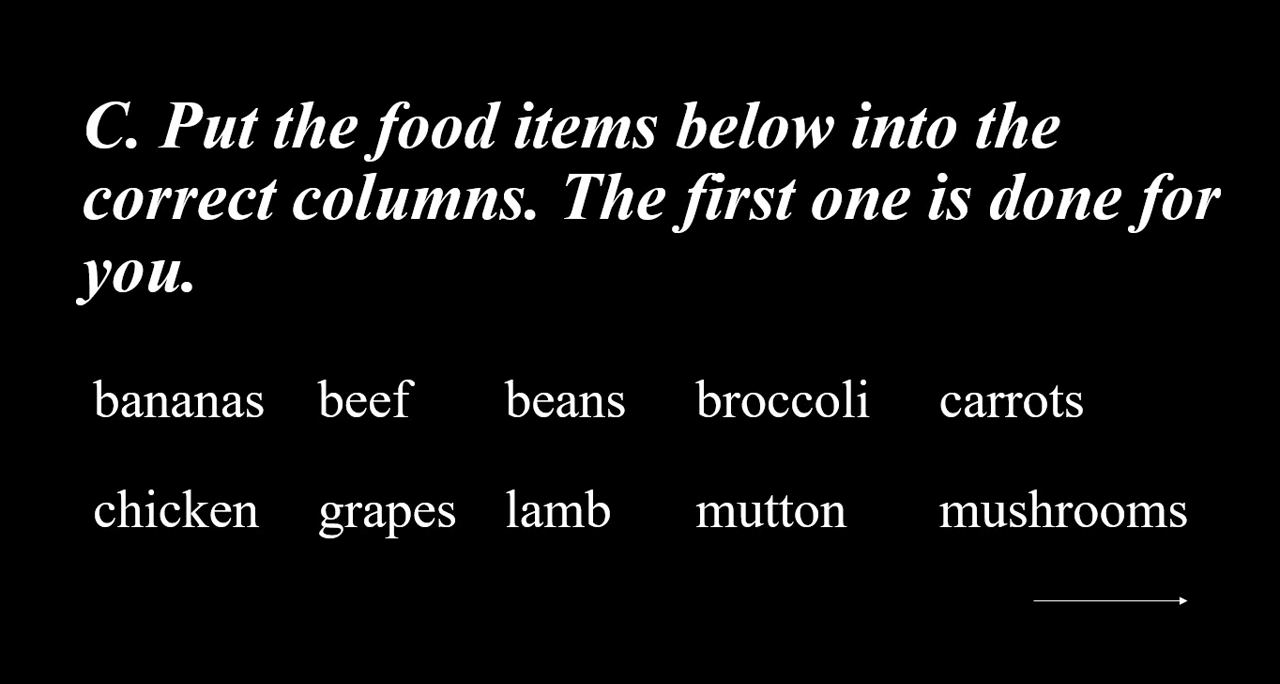 C. Put the food items below into the
correct columns. The first one is done for
you.
bananas beef beans broccoli carrots
chicken grapes lamb mutton mushrooms